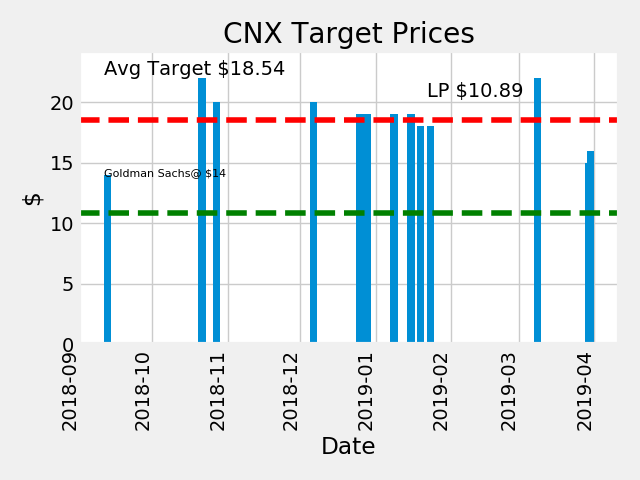 CNX Target Prices
Avg Target $18.54
LP $10.89
Goldman Sachs@ $14
$
20
15
10
5
0
2018-09
2018-10
2018-11
2018-12
2019-01
2019-02
2019-03
2019-04
Date